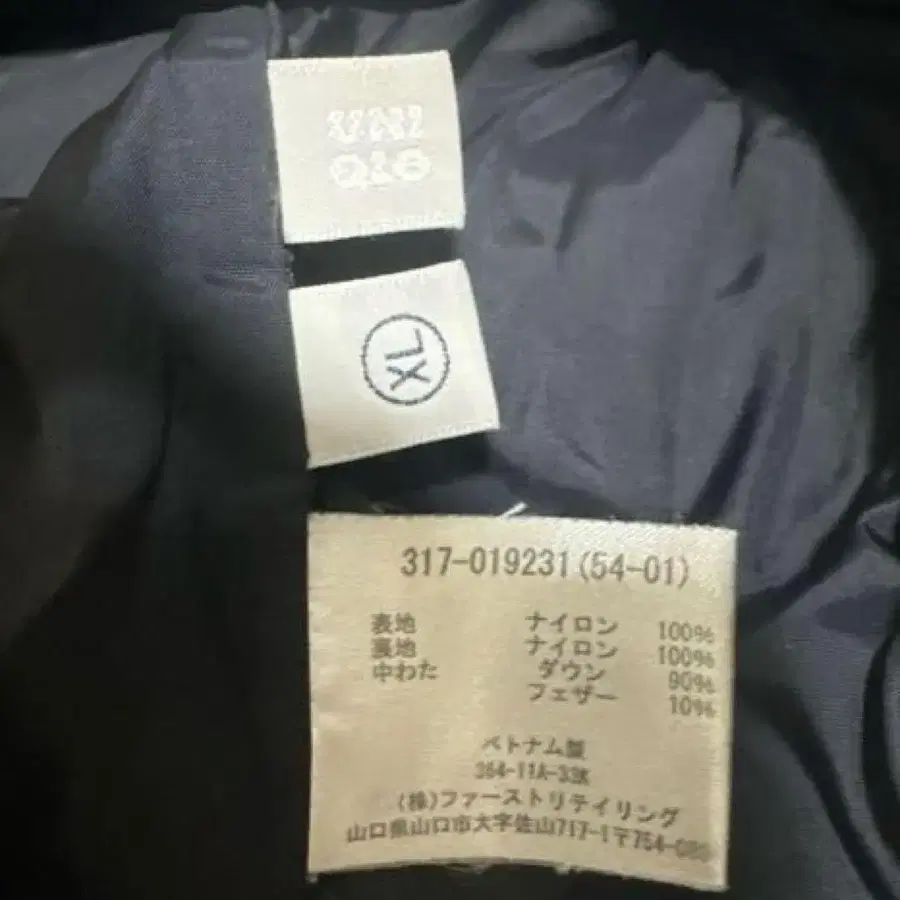 UNI
QLO
XL
317-019231(54-01)
表地 ナイロン 100%
裏地 ナイロン 100%
中わた ダウン 90%
フェザー 10%
ベトナム製
(株)ファーストリテイリング
山口県山口市大字佐山717-1〒754-